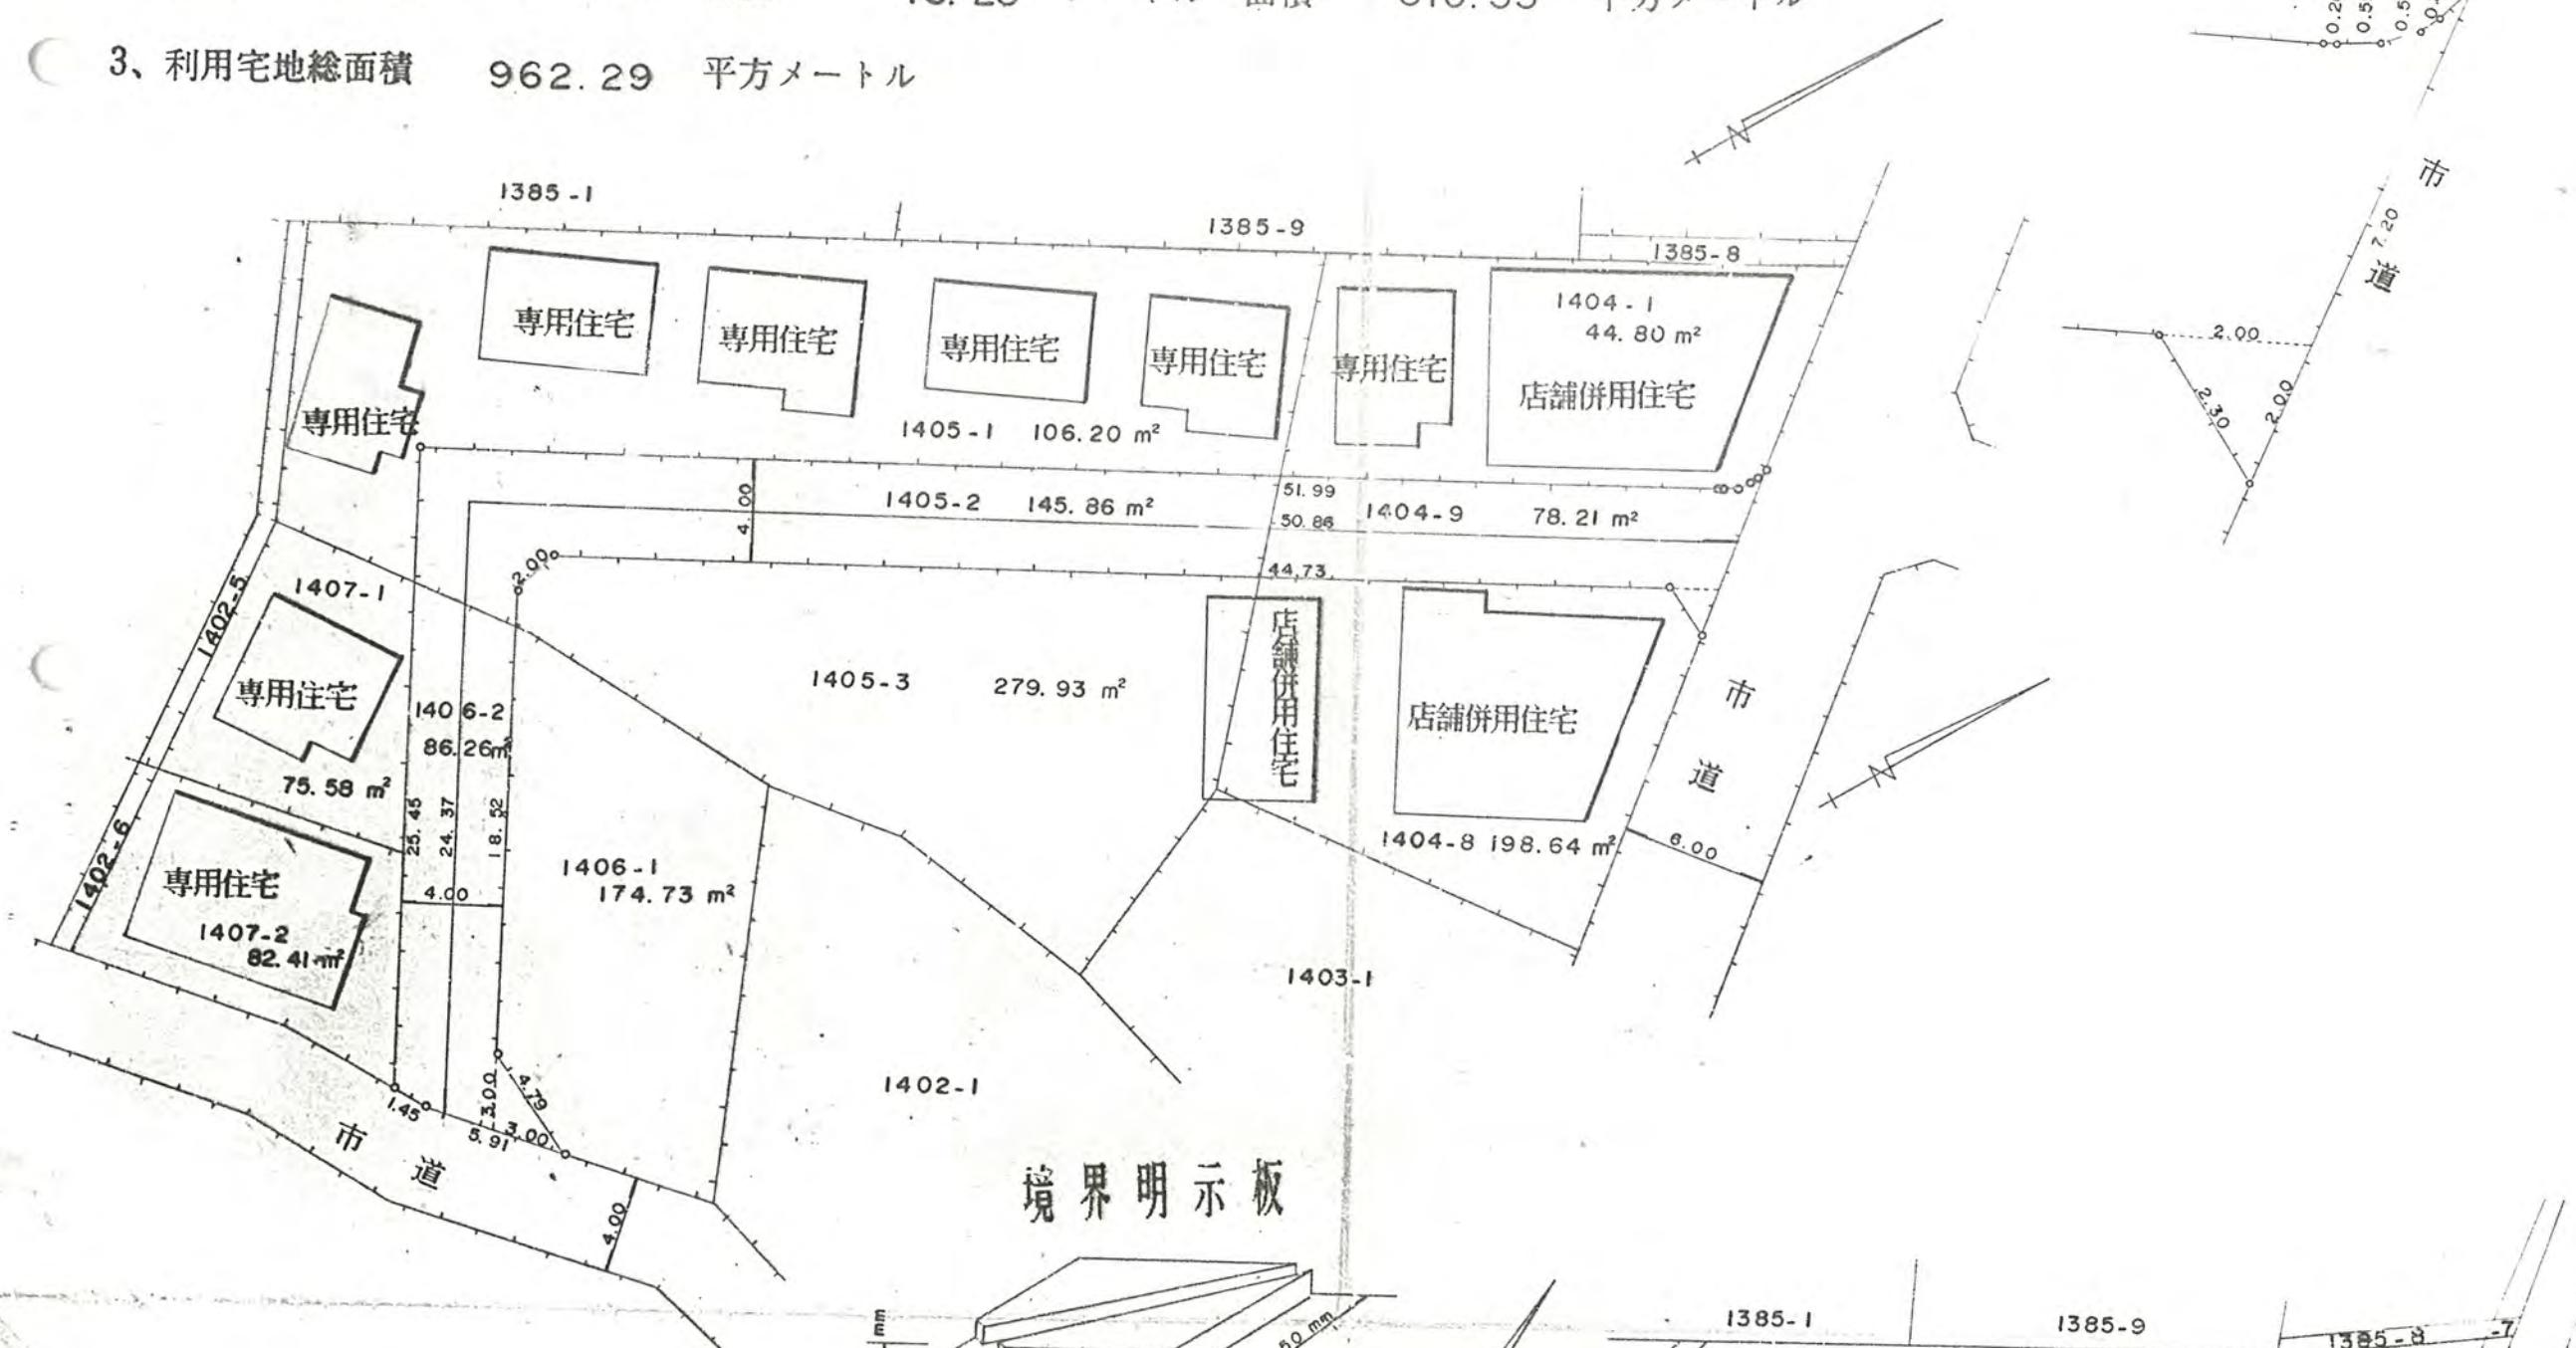 3、利用宅地総面積 962.29 平方メートル
N
市道
7.20
2.00
2.30
2.00
1385-1
1385-9
1385-8
専用住宅
専用住宅
専用住宅
専用住宅
専用住宅
専用住宅
1404-1
44.80 m²
店舗併用住宅
1405-1 106.20 m²
4.00
1405-2 145.86 m²
51.99
50.86
1404-9 78.21 m²
2.00
44.73
1402-5
1407-1
専用住宅
75.58 m²
1406-2
86.26m²
25.45
24.37
18.52
4.00
1405-3 279.93 m²
店舗併用住宅
店舗併用住宅
1404-8 198.64 m²
市道
6.00
N
1402-6
専用住宅
1407-2
82.41 m²
1406-1
174.73 m²
1403-1
1402-1
1.45
3.00
4.79
5.91
3.00
市道
4.00
境界明示板
mm
50 mm
1385-1
1385-9
1385-8
-7